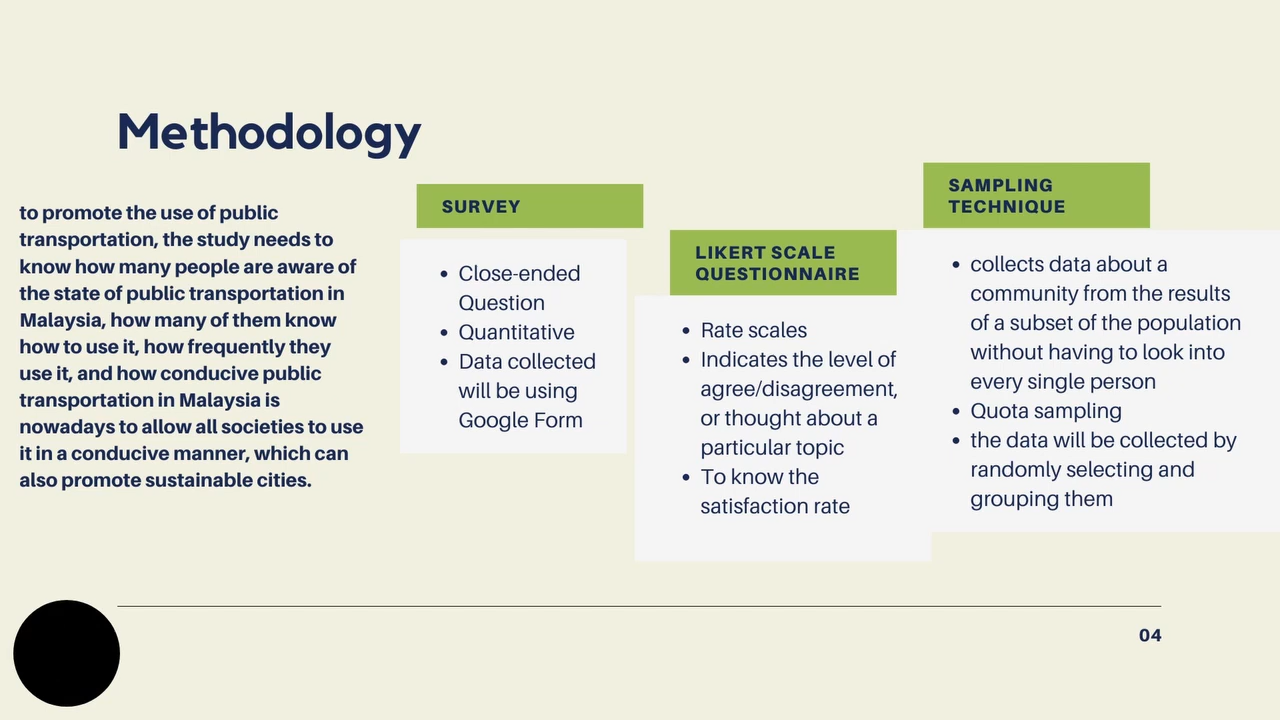 Methodology
to promote the use of public
transportation, the study needs to
know how many people are aware of
the state of public transportation in
Malaysia, how many of them know
how to use it, how frequently they
use it, and how conducive public
transportation in Malaysia is
nowadays to allow all societies to use
it in a conducive manner, which can
also promote sustainable cities.
SURVEY
• Close-ended
Question
• Quantitative
• Data collected
will be using
Google Form
LIKERT SCALE
QUESTIONNAIRE
• Rate scales
• Indicates the level of
agree/disagreement,
or thought about a
particular topic
• To know the
satisfaction rate
SAMPLING
TECHNIQUE
• collects data about a
community from the results
of a subset of the population
without having to look into
every single person
• Quota sampling
• the data will be collected by
randomly selecting and
grouping them
04